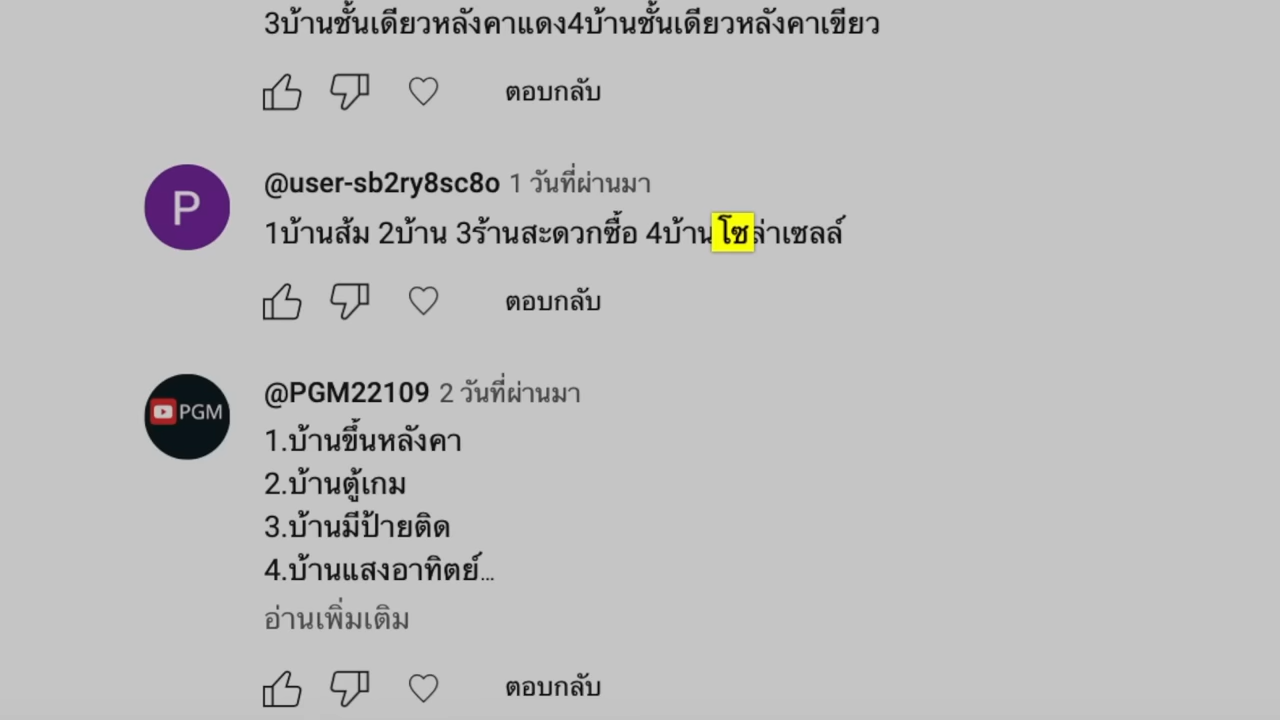 3บ้านชั้นเดียวหลังคาแดง4บ้านชั้นเดียวหลังคาเขียว
ตอบกลับ
P
@user-sb2ry8sc8o 1 วันที่ผ่านมา
1บ้านส้ม 2บ้าน 3ร้านสะดวกซื้อ 4บ้านโซล่าเซลล์
ตอบกลับ
PGM
@PGM22109 2 วันที่ผ่านมา
1.บ้านขึ้นหลังคา
2.บ้านตู้เกม
3.บ้านมีป้ายติด
4.บ้านแสงอาทิตย์...
อ่านเพิ่มเติม
ตอบกลับ